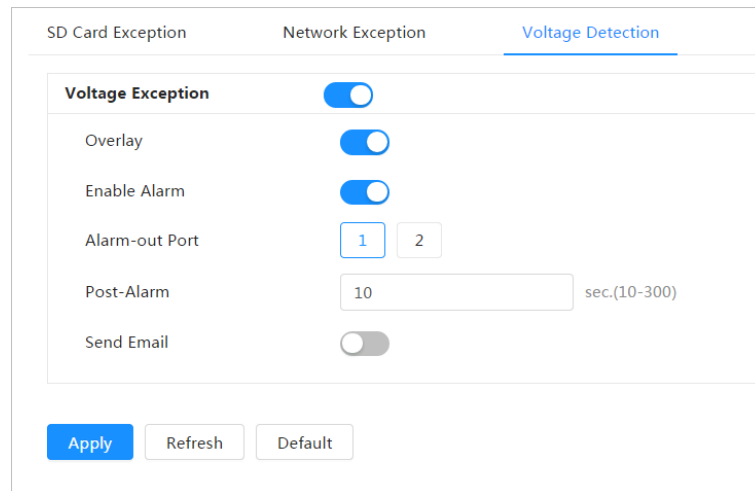 SD Card Exception Network Exception Voltage Detection
Voltage Exception
Overlay
Enable Alarm
Alarm-out Port 1 2
Post-Alarm 10 sec.(10-300)
Send Email
Apply Refresh Default